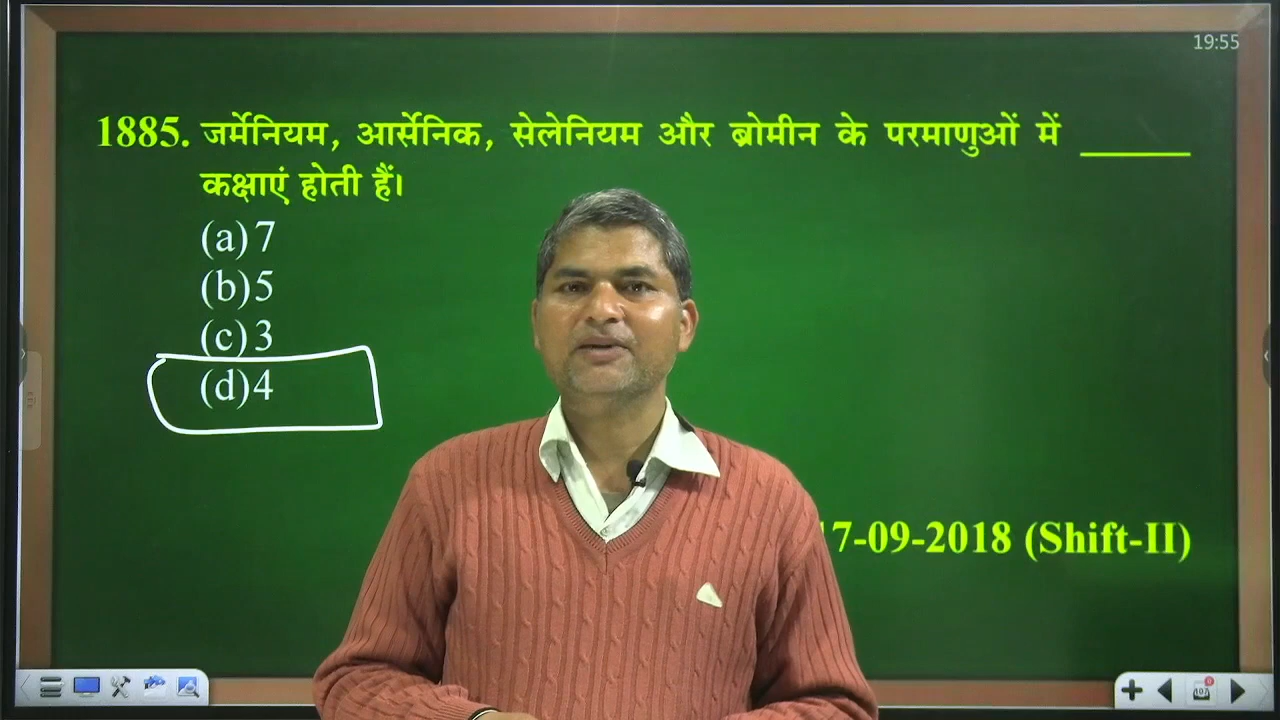 19:55
1885. जर्मेनियम, आर्सेनिक, सेलेनियम और ब्रोमीन के परमाणुओं में ______
कक्षाएं होती हैं।
(a) 7
(b) 5
(c) 3
(d) 4
7-09-2018 (Shift-II)